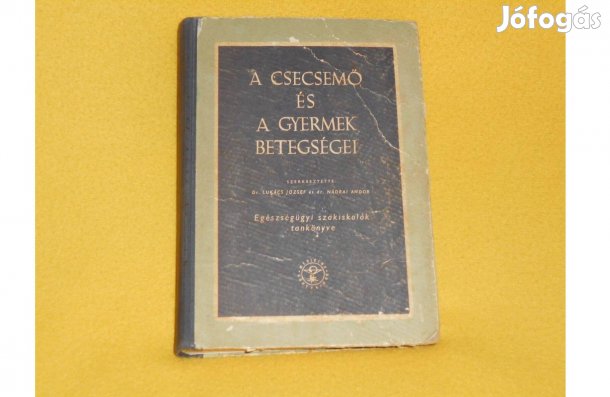 Jófogás
A CSECSEMŐ
ÉS
A GYERMEK
BETEGSÉGEI
SZERKESZTETTE
Dr. LUKÁCS JÓZSEF és dr. NÁDRAI ANDOR
Egészségügyi szakiskolák
tankönyve